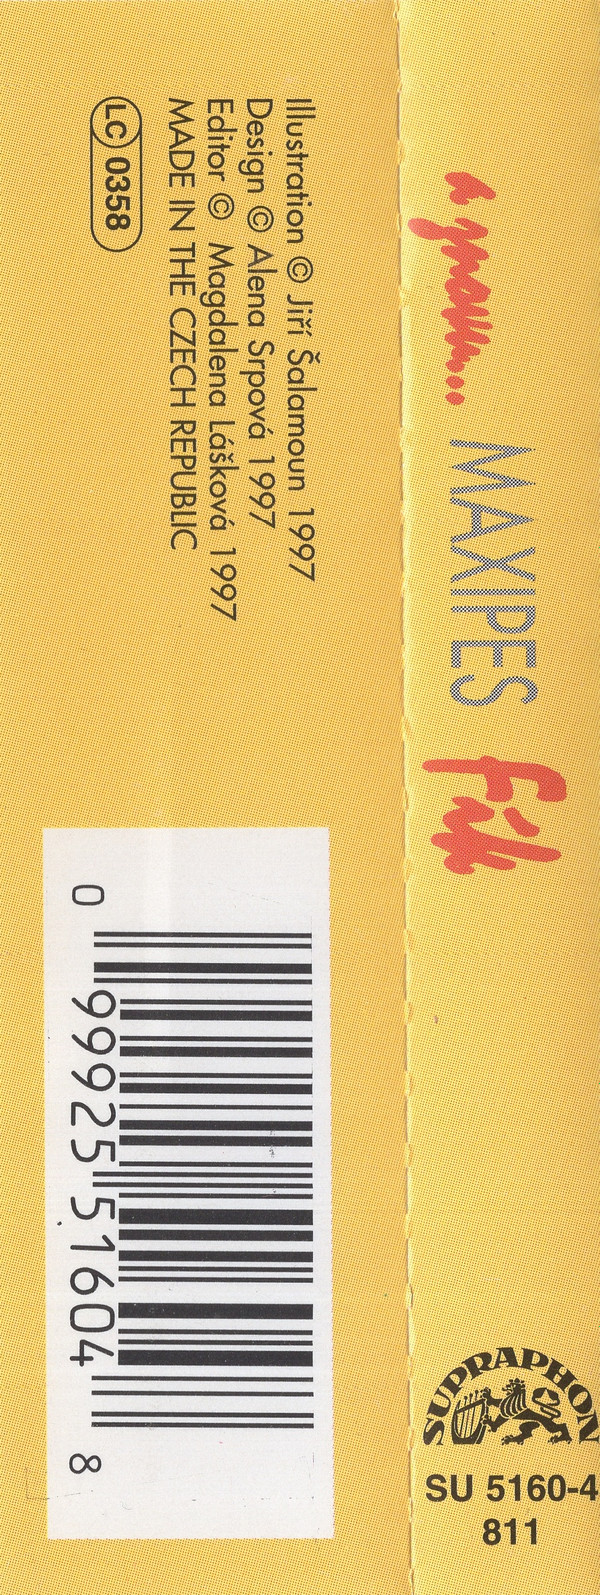 a znovu... MAXIPES Fík
SUPRAPHON
SU 5160-4
811
Illustration © Jiří Šalamoun 1997
Design © Alena Srpová 1997
Editor © Magdalena Lášková 1997
MADE IN THE CZECH REPUBLIC
LC 0358
0 99925 51604 8